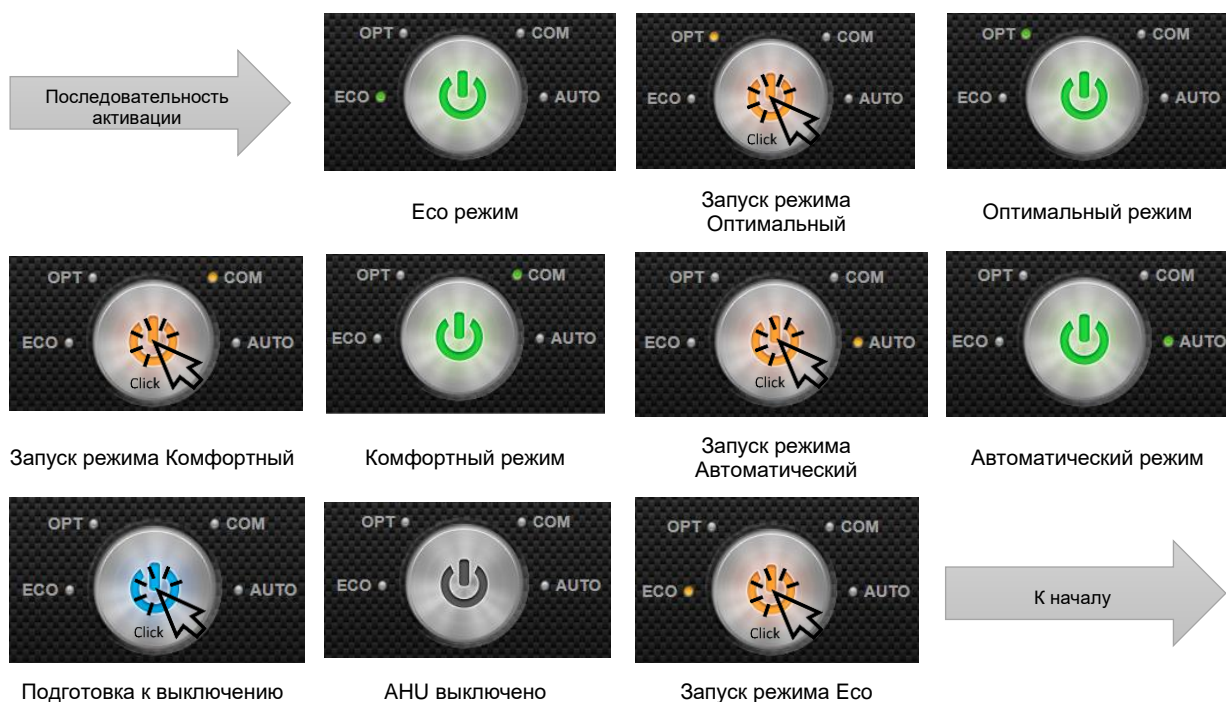 Последовательность
активации
OPT COM
ECO AUTO
Eco режим
OPT COM
ECO AUTO
Click
Запуск режима
Оптимальный
OPT COM
ECO AUTO
Оптимальный режим
OPT COM
ECO AUTO
Click
Запуск режима Комфортный
OPT COM
ECO AUTO
Комфортный режим
OPT COM
ECO AUTO
Click
Запуск режима
Автоматический
OPT COM
ECO AUTO
Автоматический режим
OPT COM
ECO AUTO
Click
Подготовка к выключению
OPT COM
ECO AUTO
AHU выключено
OPT COM
ECO AUTO
Click
Запуск режима Eco
К началу